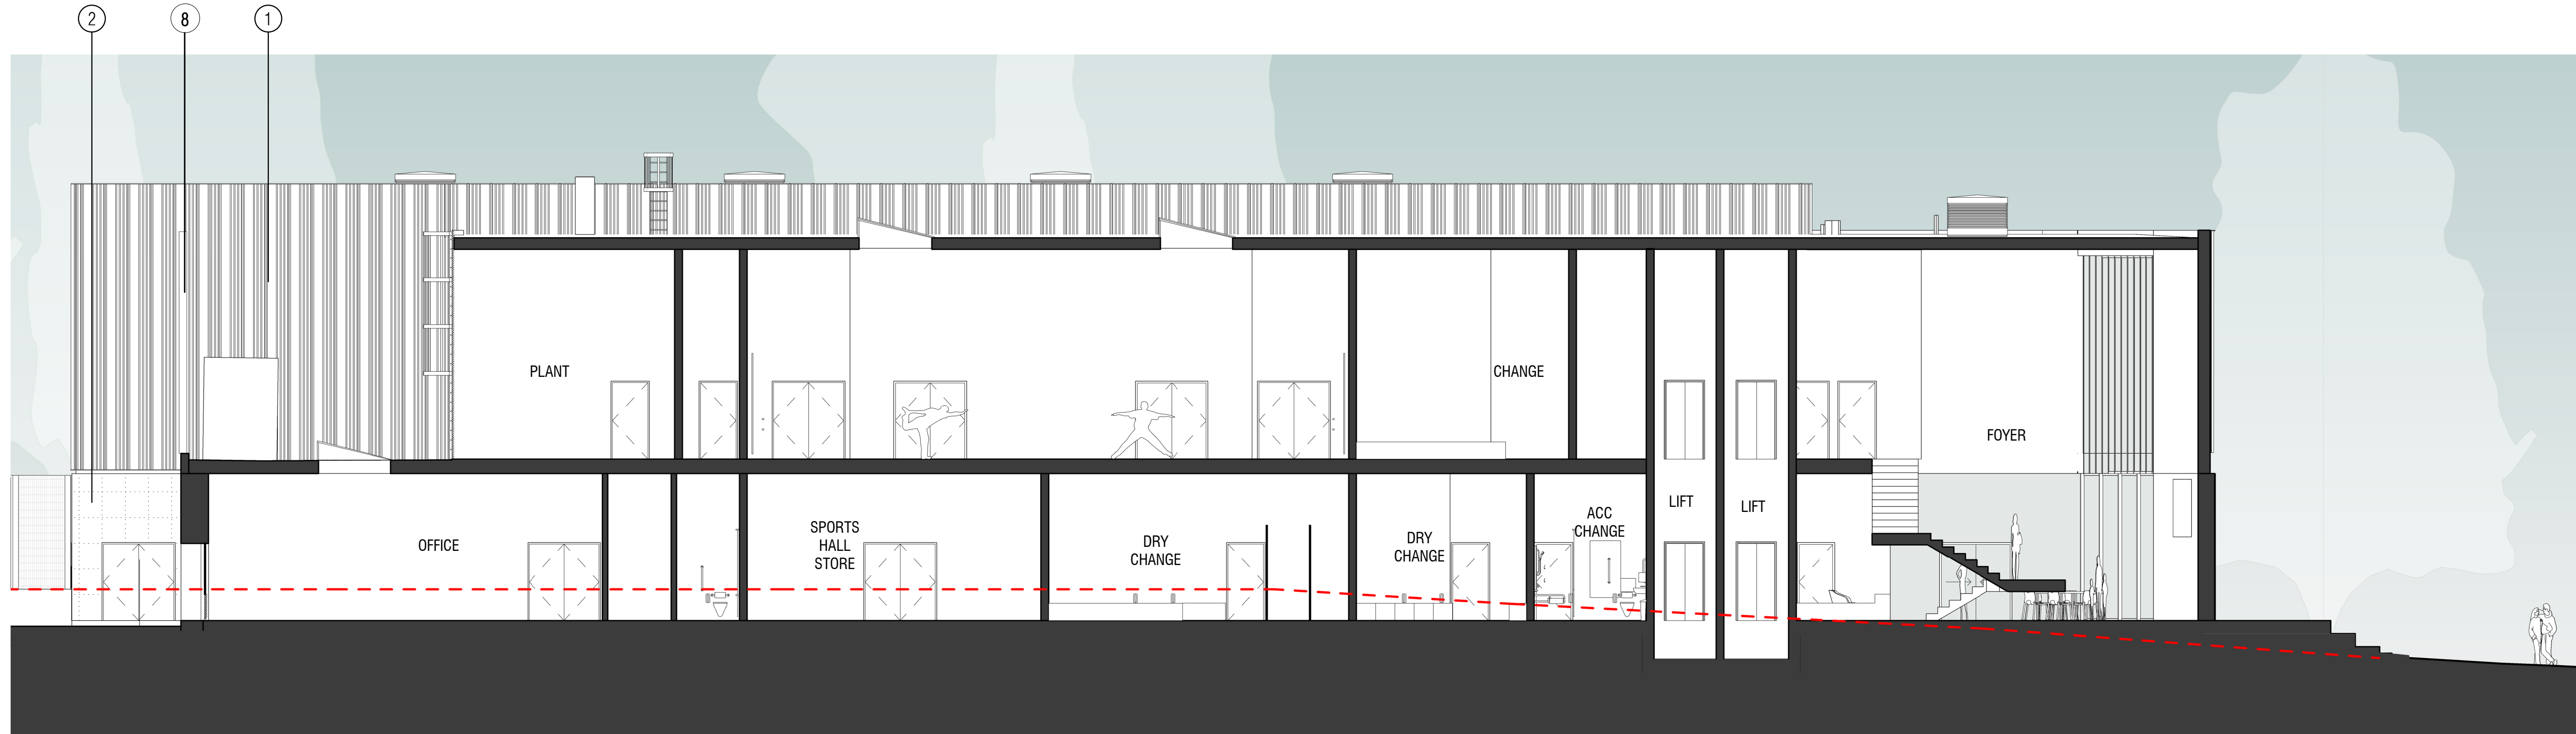 2
8
1
PLANT
CHANGE
FOYER
OFFICE
SPORTS
HALL
STORE
DRY
CHANGE
DRY
CHANGE
ACC
CHANGE
LIFT
LIFT